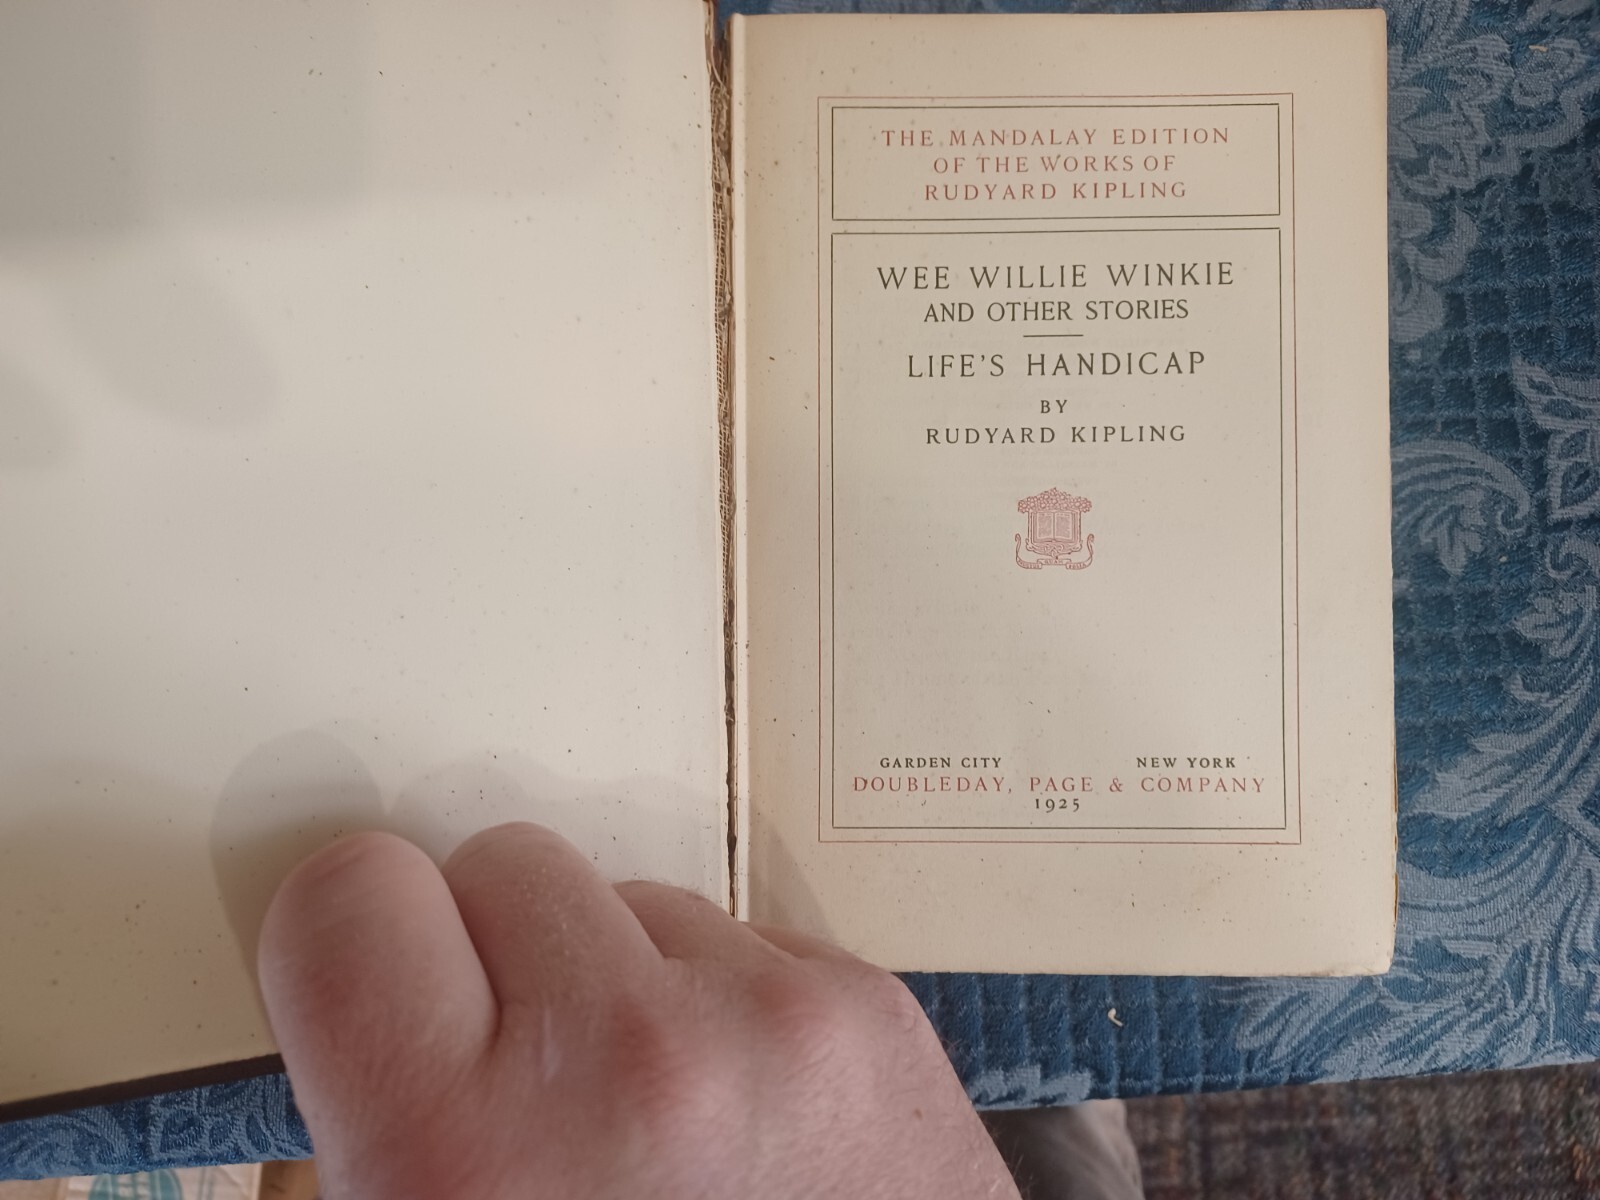 THE MANDALAY EDITION
OF THE WORKS OF
RUDYARD KIPLING
WEE WILLIE WINKIE
AND OTHER STORIES
LIFE'S HANDICAP
BY
RUDYARD KIPLING
GARDEN CITY NEW YORK
DOUBLEDAY, PAGE & COMPANY
1925